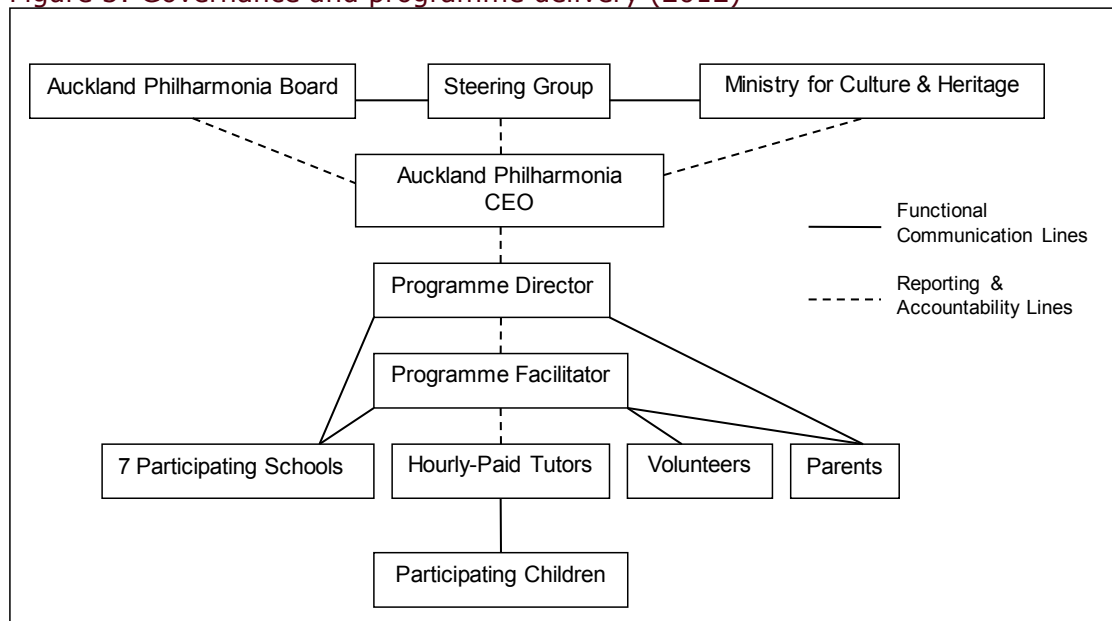 Figure 3: Governance and programme delivery (2012)
Auckland Philharmonia Board
Steering Group
Ministry for Culture & Heritage
Auckland Philharmonia
CEO
Functional
Communication Lines
Programme Director
Reporting &
Accountability Lines
Programme Facilitator
7 Participating Schools
Hourly-Paid Tutors
Volunteers
Parents
Participating Children